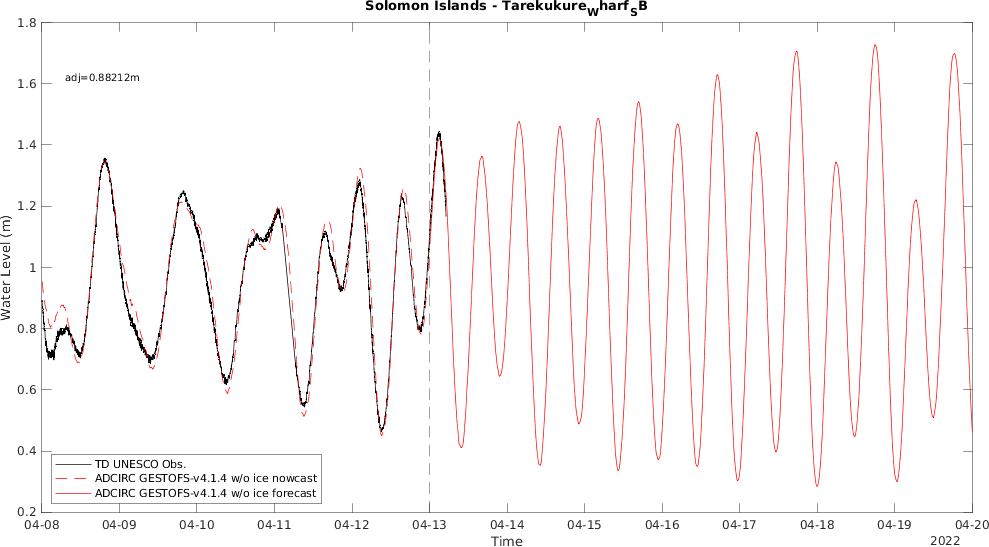 Solomon Islands - TarekukureWharfSB
1.8
1.6
1.4
1.2
1
0.8
0.6
0.4
0.2
Water Level (m)
adj=0.88212m
TD UNESCO Obs.
ADCIRC GESTOFS-v4.1.4 w/o ice nowcast
ADCIRC GESTOFS-v4.1.4 w/o ice forecast
04-08 04-09 04-10 04-11 04-12 04-13 04-14 04-15 04-16 04-17 04-18 04-19 04-20
Time
2022